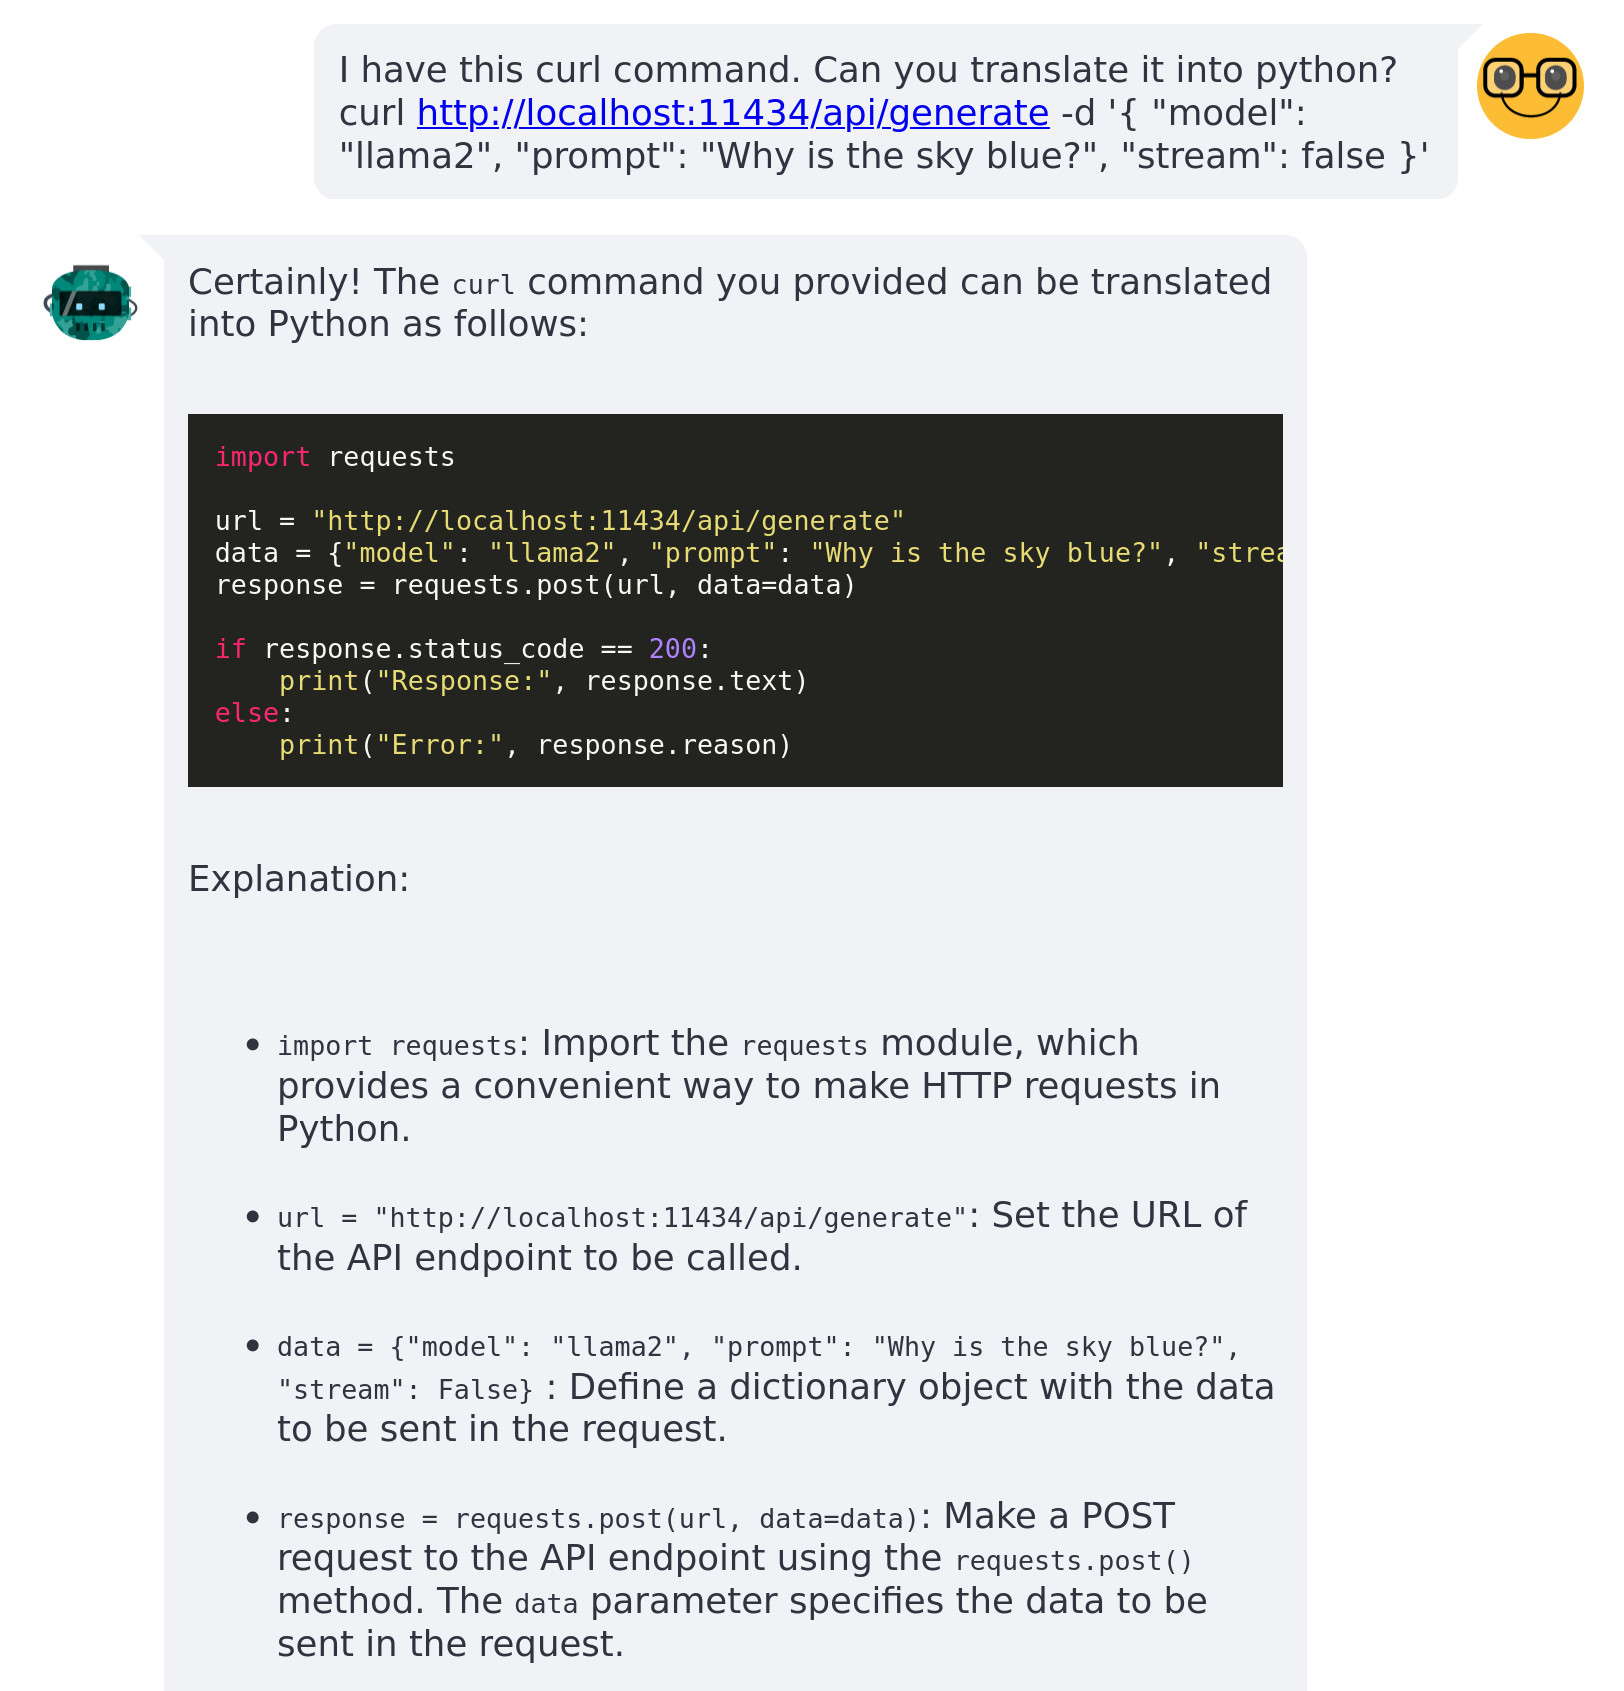 I have this curl command. Can you translate it into python?
curl http://localhost:11434/api/generate -d '{ "model":
"llama2", "prompt": "Why is the sky blue?", "stream": false }'
Certainly! The curl command you provided can be translated
into Python as follows:
import requests
url = "http://localhost:11434/api/generate"
data = {"model": "llama2", "prompt": "Why is the sky blue?", "strea
response = requests.post(url, data=data)
if response.status_code == 200:
    print("Response:", response.text)
else:
    print("Error:", response.reason)
Explanation:
• import requests: Import the requests module, which
provides a convenient way to make HTTP requests in
Python.
• url = "http://localhost:11434/api/generate": Set the URL of
the API endpoint to be called.
• data = {"model": "llama2", "prompt": "Why is the sky blue?",
"stream": False} : Define a dictionary object with the data
to be sent in the request.
• response = requests.post(url, data=data): Make a POST
request to the API endpoint using the requests.post()
method. The data parameter specifies the data to be
sent in the request.